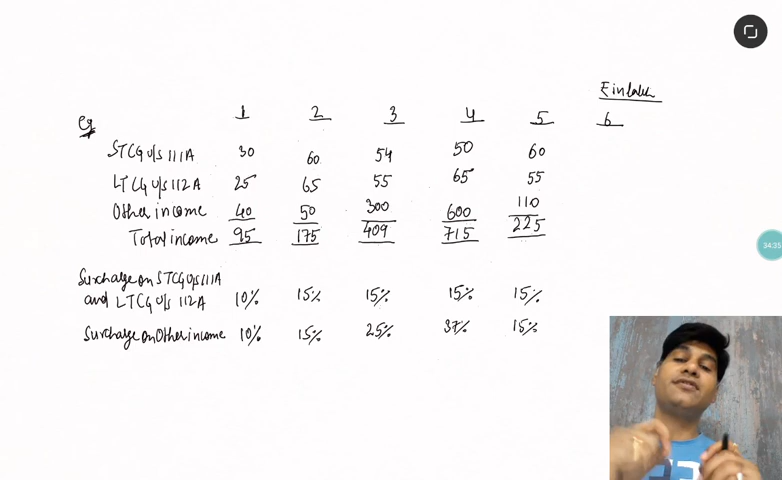 ₹ in lakh
Eg 1 2 3 4 5 6
STCG u/s 111A 30 60 54 50 60
LTCG u/s 112A 25 65 55 65 55
Other income 40 50 300 600 110
Total income 95 175 409 715 225
Surcharge on STCG u/s 111A
and LTCG u/s 112A 10% 15% 15% 15% 15%
Surcharge on Other income 10% 15% 25% 37% 15%
34:35